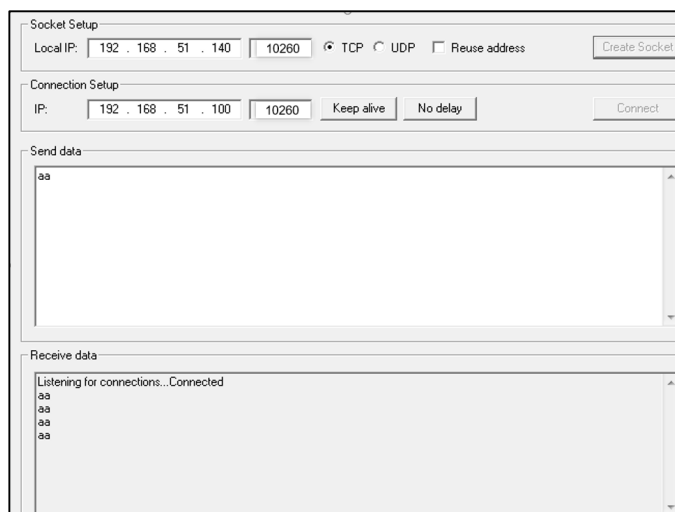 Socket Setup
Local IP: 192 . 168 . 51 . 140 10260 TCP UDP Reuse address Create Socket
Connection Setup
IP: 192 . 168 . 51 . 100 10260 Keep alive No delay Connect
Send data
aa
Receive data
Listening for connections...Connected
aa
aa
aa
aa